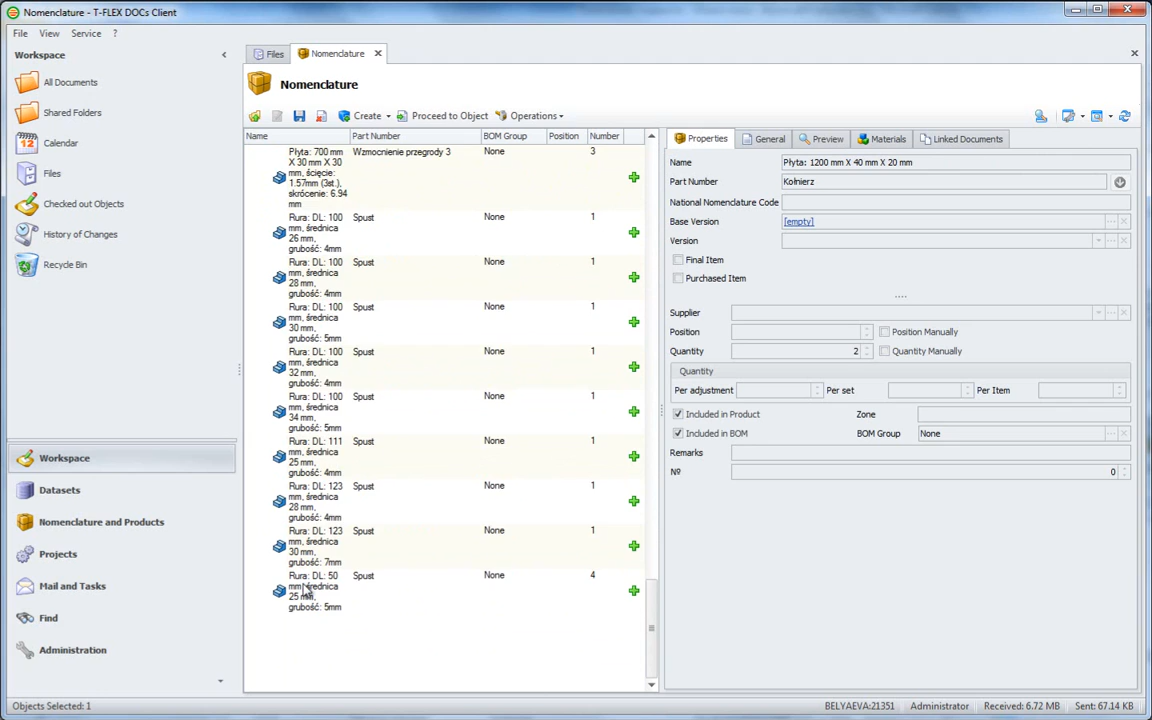 Nomenclature - T-FLEX DOCs Client
File View Service ?
Workspace
All Documents
Shared Folders
Calendar
Files
Checked out Objects
History of Changes
Recycle Bin
Workspace
Datasets
Nomenclature and Products
Projects
Mail and Tasks
Find
Administration
Files Nomenclature
Nomenclature
Create Proceed to Object Operations
Name Part Number BOM Group Position Number
Płyta: 700 mm X 30 mm X 30 mm, ścięcie: 1.57mm (3st.), skrócenie: 6.94 mm Wzmocnienie przegrody 3 None 3
Rura: DL: 100 mm, średnica 26 mm, grubość: 4mm Spust None 1
Rura: DL: 100 mm, średnica 28 mm, grubość: 4mm Spust None 1
Rura: DL: 100 mm, średnica 30 mm, grubość: 5mm Spust None 1
Rura: DL: 100 mm, średnica 32 mm, grubość: 4mm Spust None 1
Rura: DL: 100 mm, średnica 34 mm, grubość: 5mm Spust None 1
Rura: DL: 111 mm, średnica 25 mm, grubość: 4mm Spust None 1
Rura: DL: 123 mm, średnica 28 mm, grubość: 4mm Spust None 1
Rura: DL: 123 mm, średnica 30 mm, grubość: 7mm Spust None 1
Rura: DL: 50 mm, średnica 25 mm, grubość: 5mm Spust None 4
Properties General Preview Materials Linked Documents
Name Płyta: 1200 mm X 40 mm X 20 mm
Part Number Kołnierz
National Nomenclature Code
Base Version [empty]
Version
Final Item
Purchased Item
Supplier
Position Position Manually
Quantity 2 Quantity Manually
Quantity
Per adjustment Per set Per Item
Included in Product Zone
Included in BOM BOM Group None
Remarks
Nº 0
Objects Selected: 1 BELYAEVA:21351 Administrator Received: 6.72 MB Sent: 67.14 KB